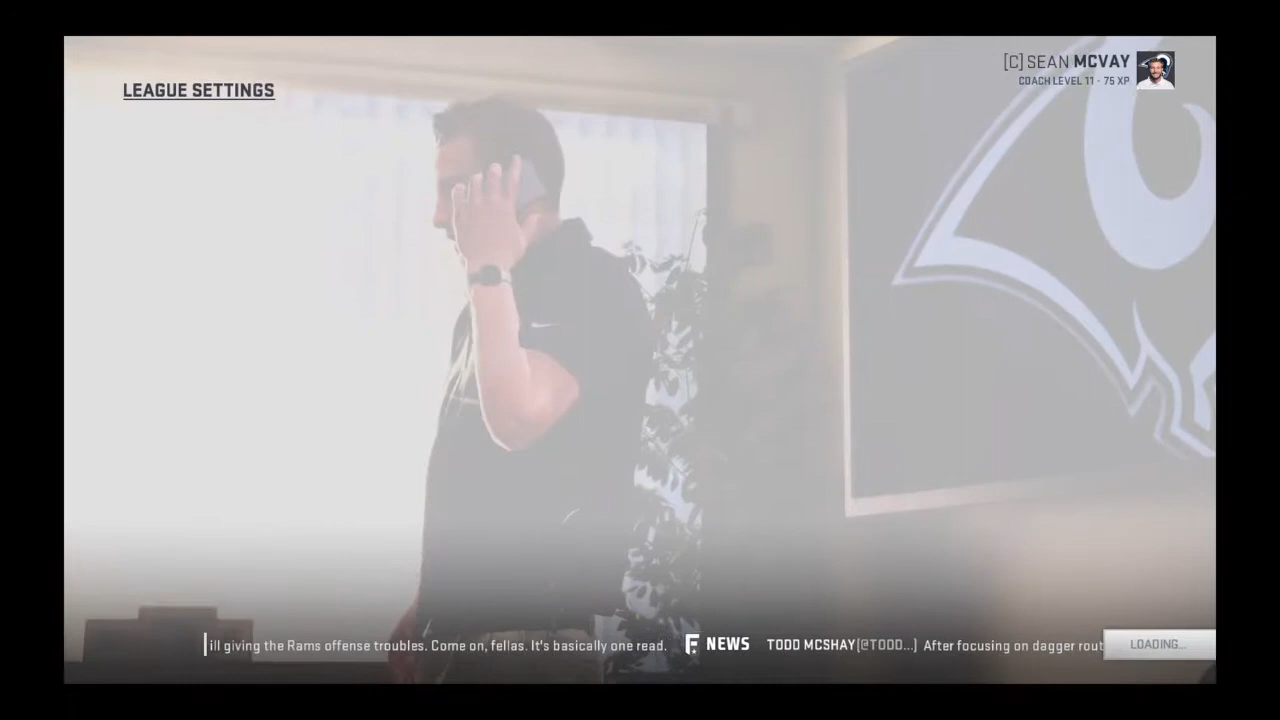 [C] SEAN MCVAY
COACH LEVEL 11 - 75 XP
LEAGUE SETTINGS
ill giving the Rams offense troubles. Come on, fellas. It's basically one read. NEWS TODD MCSHAY(@TODD...) After focusing on dagger rout
LOADING...